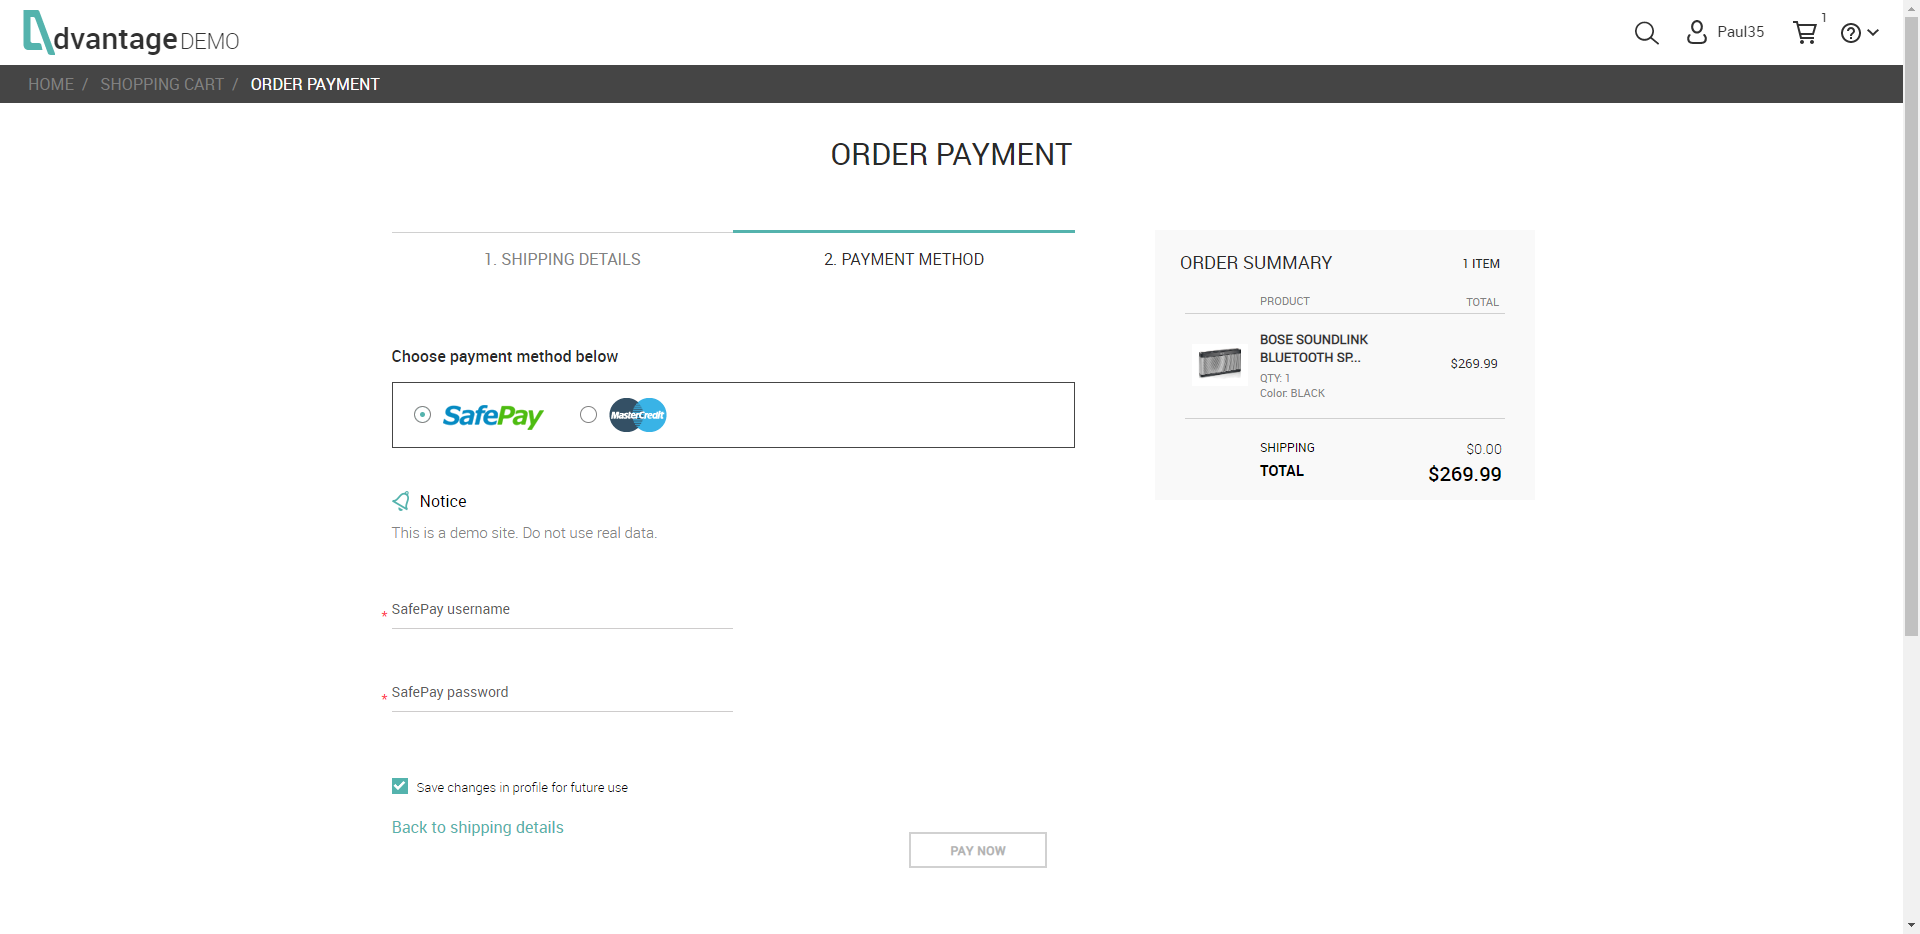 dvantage DEMO
Paul35
1
HOME / SHOPPING CART / ORDER PAYMENT
ORDER PAYMENT
1. SHIPPING DETAILS
2. PAYMENT METHOD
Choose payment method below
SafePay
MasterCredit
Notice
This is a demo site. Do not use real data.
* SafePay username
* SafePay password
Save changes in profile for future use
Back to shipping details
PAY NOW
ORDER SUMMARY
1 ITEM
PRODUCT
TOTAL
BOSE SOUNDLINK
BLUETOOTH SP...
$269.99
QTY: 1
Color: BLACK
SHIPPING
$0.00
TOTAL
$269.99